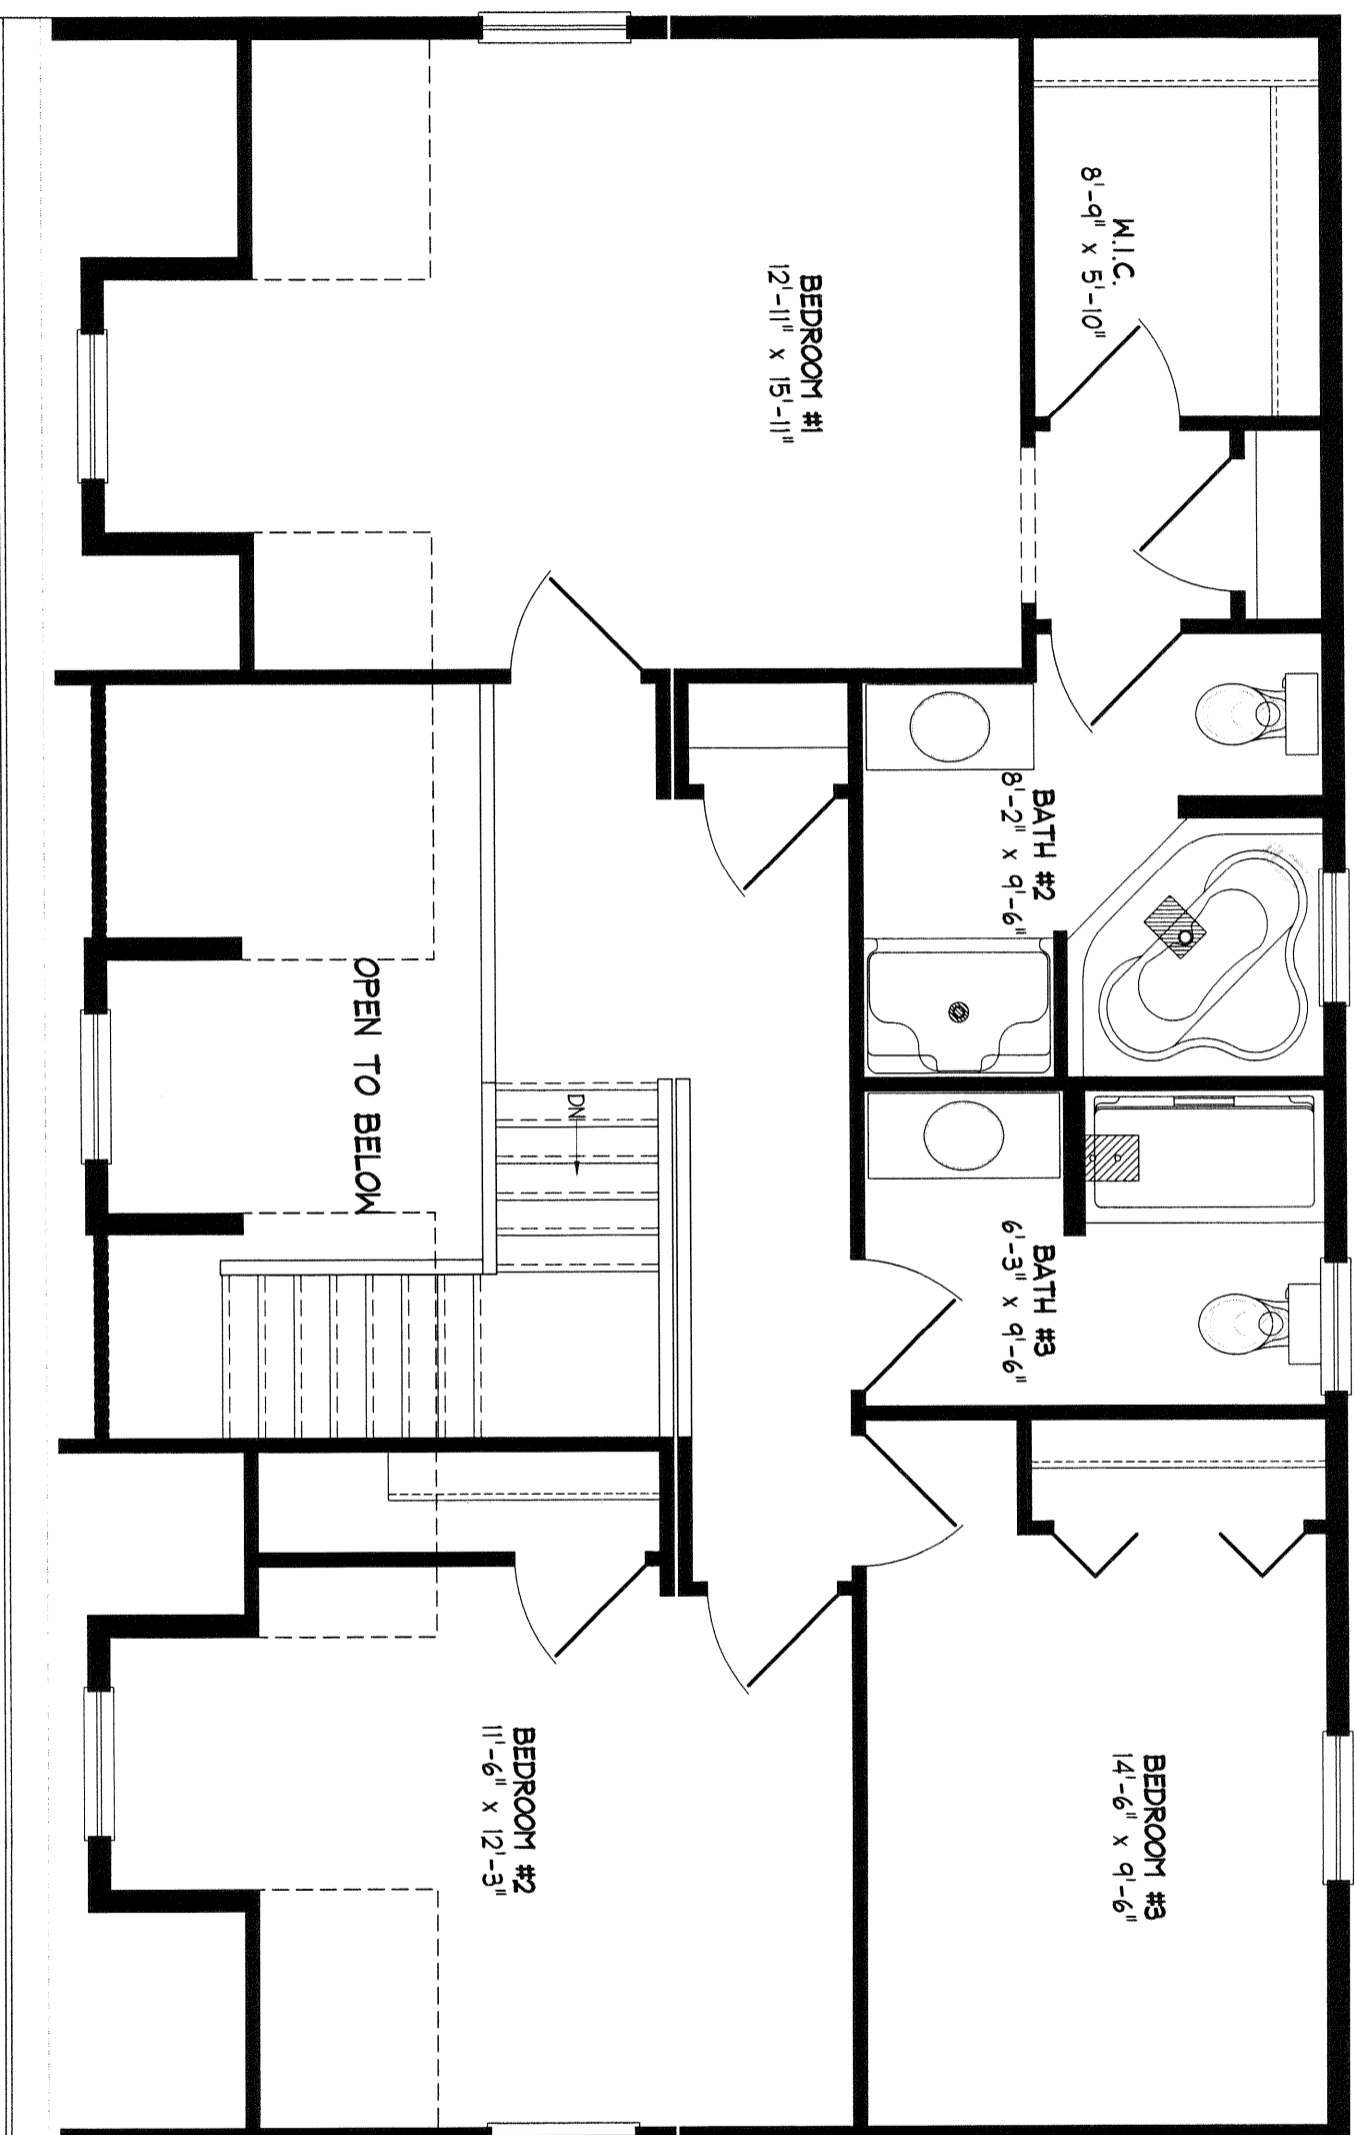 W.I.C.
8'-9" x 5'-10"
BEDROOM #1
12'-11" x 15'-11"
BATH #2
8'-2" x 9'-6"
BATH #3
6'-3" x 9'-6"
OPEN TO BELOW
DN
BEDROOM #3
14'-6" x 9'-6"
BEDROOM #2
11'-6" x 12'-3"